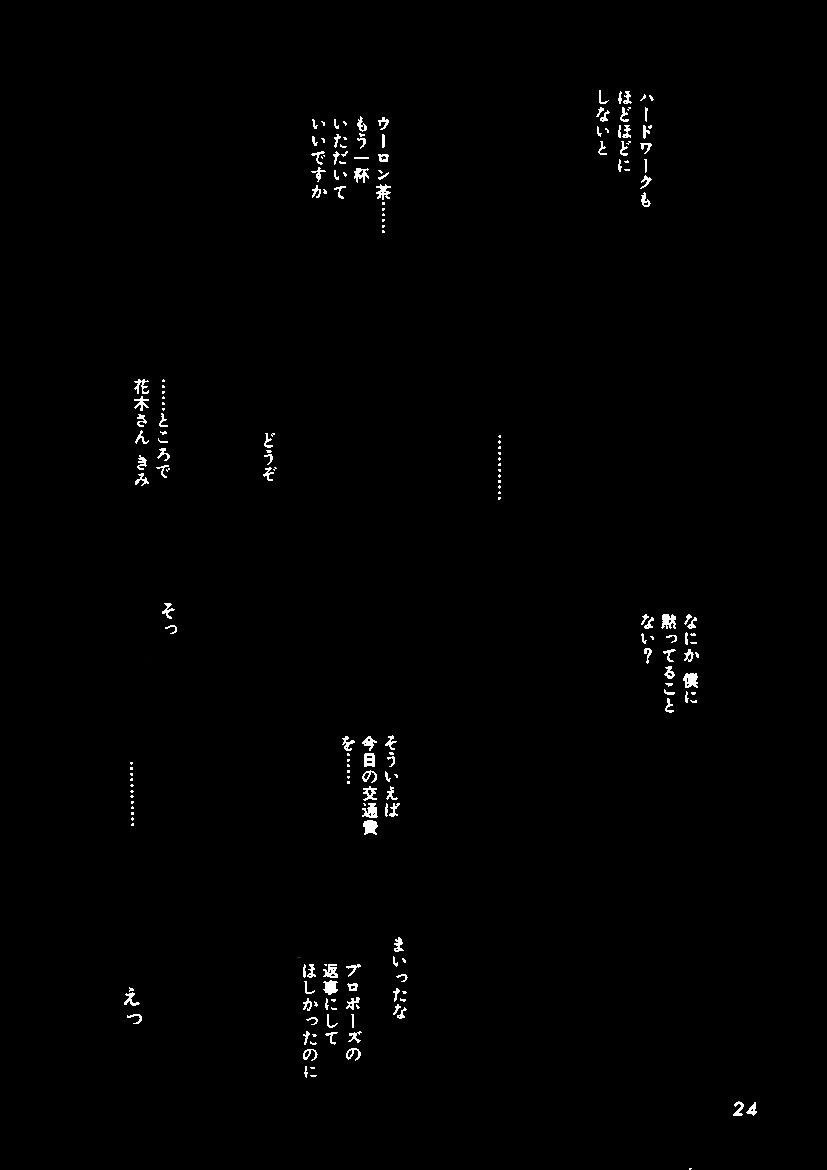 ハードワークも
ほどほどに
しないと
ウーロン茶……
もう一杯
いただいて
いいですか
…………
どうぞ
……ところで
花木さん きみ
なにか 僕に
黙ってること
ない？
そっ
そういえば
今日の交通費
を……
…………
まいったな
プロポーズの
返事にして
ほしかったのに
えっ
24